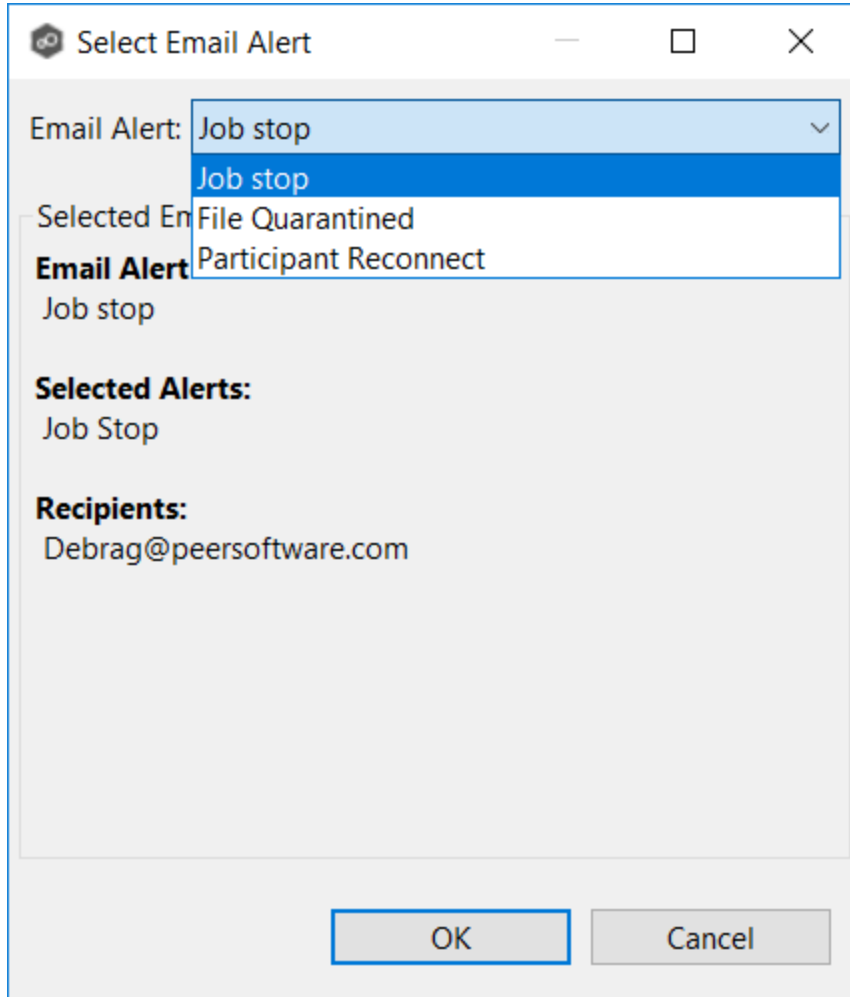 Select Email Alert
Email Alert: Job stop
Job stop
File Quarantined
Participant Reconnect
Selected Em
Email Alert
Job stop
Selected Alerts:
Job Stop
Recipients:
Debrag@peersoftware.com
OK Cancel